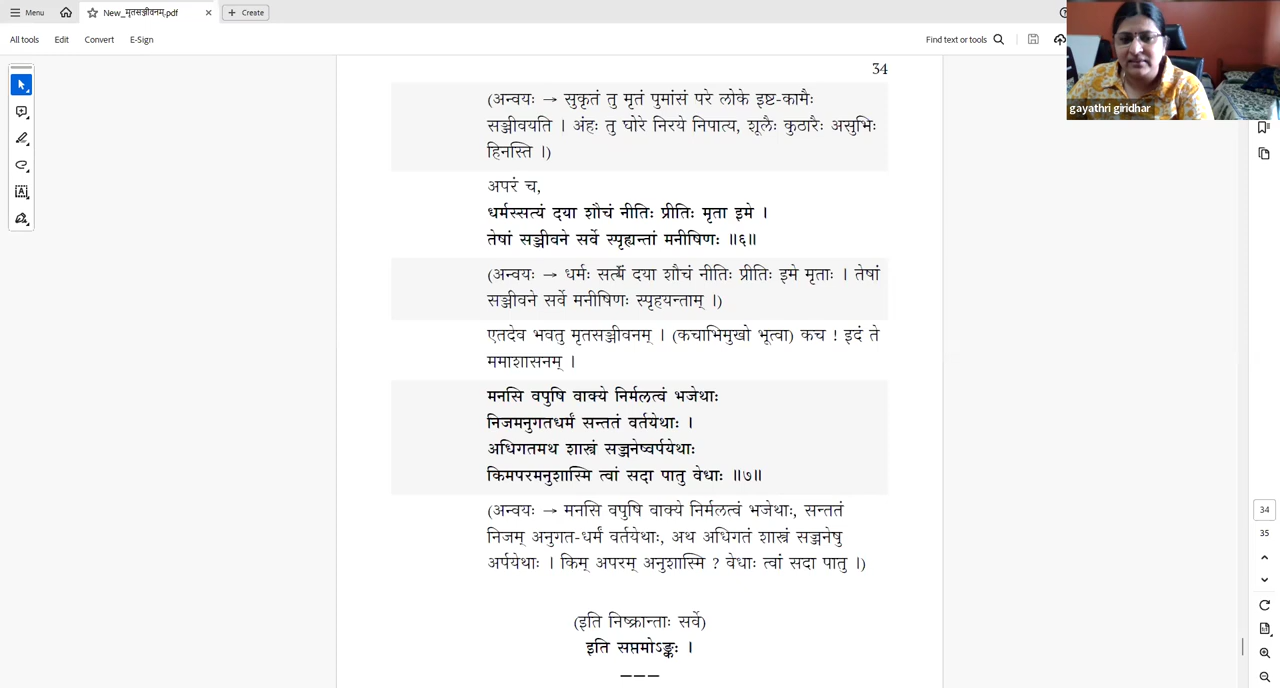 Menu
New_मृतसञ्जीवनम्.pdf
Create
All tools Edit Convert E-Sign
Find text or tools
gayathri giridhar
34
(अन्वयः → सुकृतं तु मृतं पुमांसं परे लोके इष्ट-कामैः
सञ्जीवयति । अंहः तु घोरे निरये निपात्य, शूलैः कुठारैः असुभिः
हिनस्ति ।)
अपरं च,
धर्मस्सत्यं दया शौचं नीतिः प्रीतिः मृता इमे ।
तेषां सञ्जीवने सर्वे स्पृह्यन्तां मनीषिणः ॥६॥
(अन्वयः → धर्मः सत्यं दया शौचं नीतिः प्रीतिः इमे मृताः । तेषां
सञ्जीवने सर्वे मनीषिणः स्पृहयन्ताम् ।)
एतदेव भवतु मृतसञ्जीवनम् । (कचाभिमुखो भूत्वा) कच ! इदं ते
ममाशासनम् ।
मनसि वपुषि वाक्ये निर्मलत्वं भजेथाः
निजमनुगतधर्मं सन्ततं वर्तयेथाः ।
अधिगतमथ शास्त्रं सज्जनेष्वर्पयेथाः
किमपरमनुशास्मि त्वां सदा पातु वेधाः ॥७॥
(अन्वयः → मनसि वपुषि वाक्ये निर्मलत्वं भजेथाः, सन्ततं
निजम् अनुगत-धर्मं वर्तयेथाः, अथ अधिगतं शास्त्रं सज्जनेषु
अर्पयेथाः । किम् अपरम् अनुशास्मि ? वेधाः त्वां सदा पातु ।)
(इति निष्क्रान्ताः सर्वे)
इति सप्तमोऽङ्कः ।
34
35